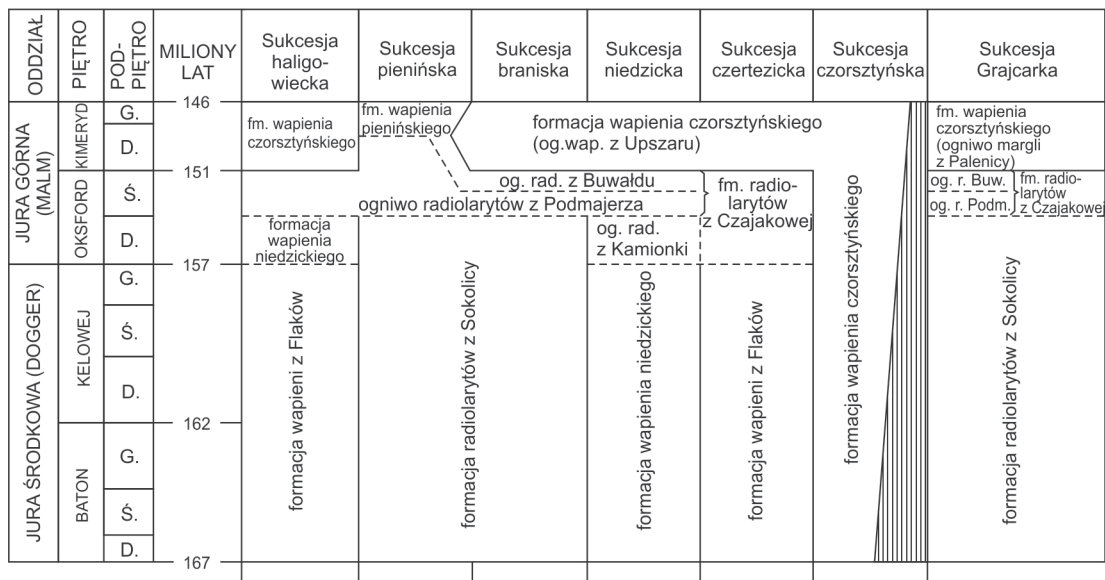 ODDZIAŁ
PIĘTRO
POD-
PIĘTRO
MILIONY
LAT
Sukcesja
haligo-
wiecka
Sukcesja
pienińska
Sukcesja
braniska
Sukcesja
niedzicka
Sukcesja
czertezicka
Sukcesja
czorsztyńska
Sukcesja
Grajcarka
JURA GÓRNA
(MALM)
KIMERYD
OKSFORD
G.
D.
Ś.
D.
146
151
157
fm. wapienia
czorsztyńskiego
fm. wapienia
pienińskiego
formacja wapienia czorsztyńskiego
(og.wap. z Upszaru)
fm. wapienia
czorsztyńskiego
(ogniwo margli
z Palenicy)
og. rad. z Buwałdu
ogniwo radiolarytów z Podmajerza
fm. radio-
larytów
z Czajakowej
og. r. Buw.
og. r. Podm.
fm. radio-
larytów
z Czajakowej
formacja
wapienia
niedzickiego
og. rad.
z Kamionki
JURA ŚRODKOWA (DOGGER)
KELOWEJ
BATON
G.
Ś.
D.
G.
Ś.
D.
162
167
formacja wapieni z Flaków
formacja radiolarytów z Sokolicy
formacja wapienia niedzickiego
formacja wapieni z Flaków
formacja wapienia czorsztyńskiego
formacja radiolarytów z Sokolicy